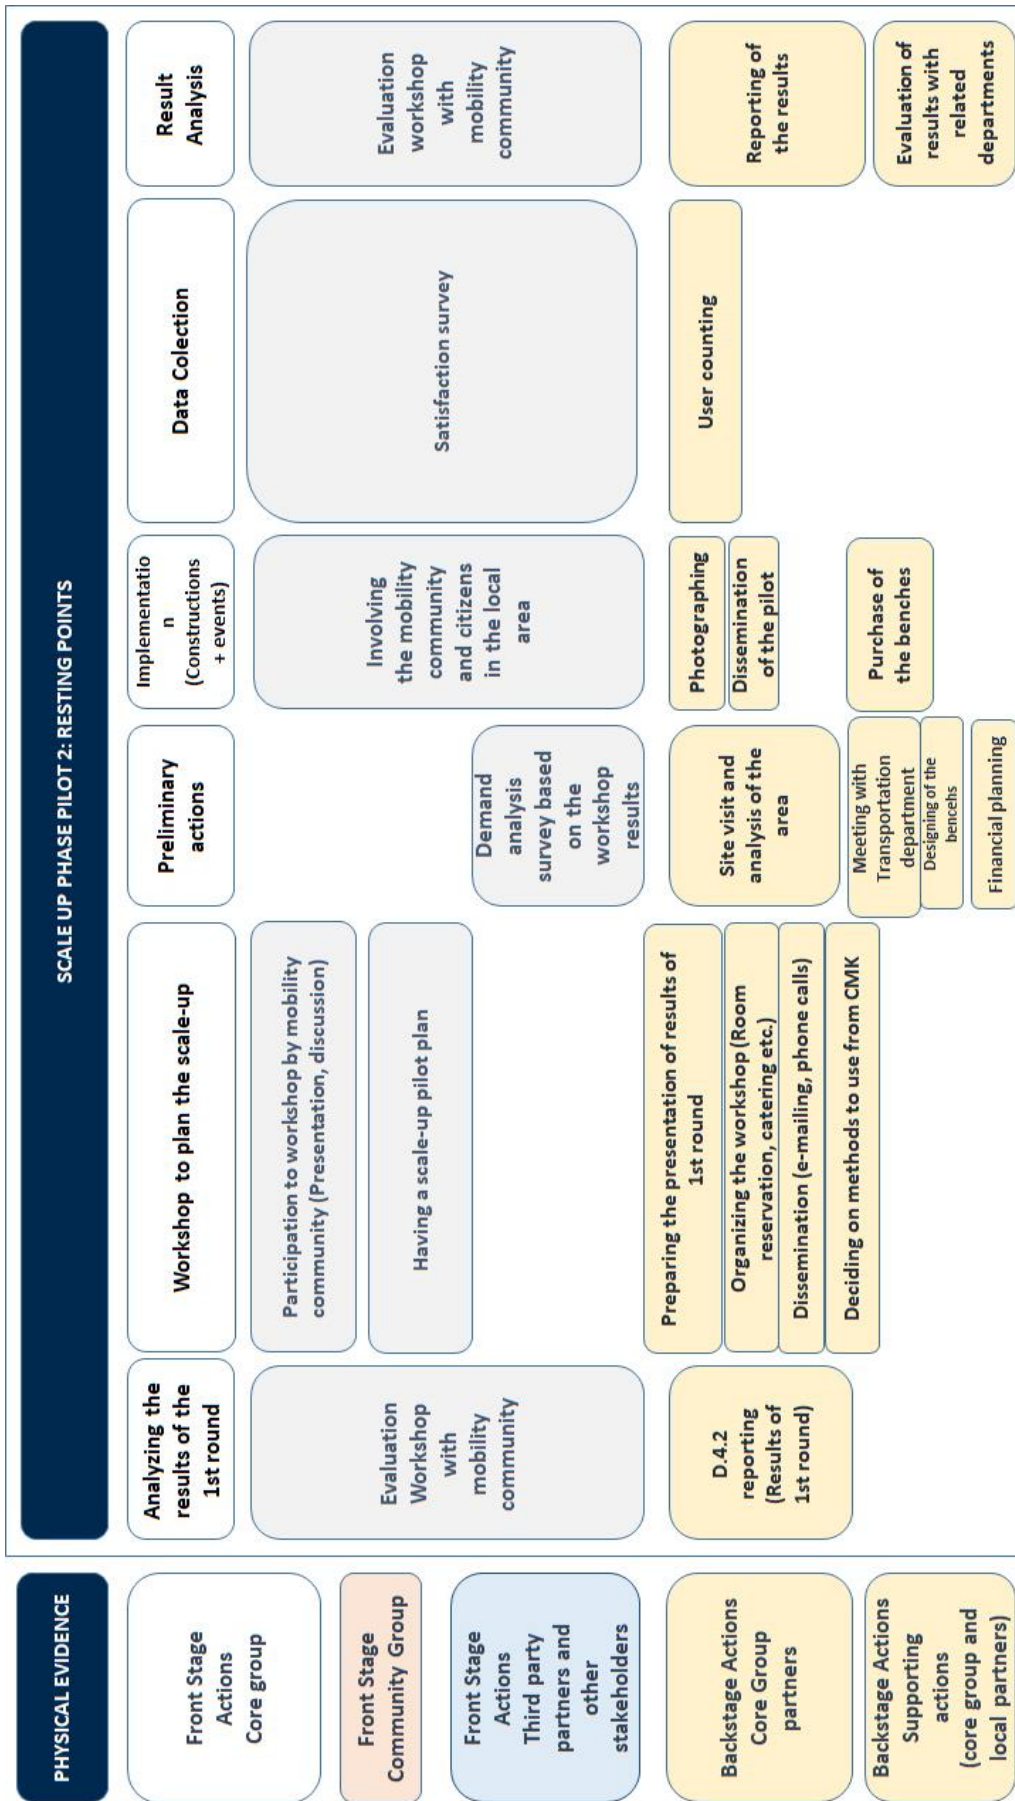 PHYSICAL EVIDENCE
SCALE UP PHASE PILOT 2: RESTING POINTS
Front Stage
Actions
Core group
Analyzing the
results of the
1st round
Workshop to plan the scale-up
Preliminary
actions
Implementatio
n
(Constructions
+ events)
Data Colection
Result
Analysis
Front Stage
Community Group
Front Stage
Actions
Third party
partners and
other
stakeholders
Evaluation
Workshop
with
mobility
community
Participation to workshop by mobility
community (Presentation, discussion)
Having a scale-up pilot plan
Demand
analysis
survey based
on the
workshop
results
Involving
the mobility
community
and citizens
in the local
area
Satisfaction survey
Evaluation
workshop
with
mobility
community
Backstage Actions
Core Group
partners
D.4.2
reporting
(Results of
1st round)
Preparing the presentation of results of
1st round
Organizing the workshop (Room
reservation, catering etc.)
Dissemination (e-mailing, phone calls)
Deciding on methods to use from CMK
Site visit and
analysis of the
area
Photographing
Dissemination
of the pilot
User counting
Reporting of
the results
Backstage Actions
Supporting
actions
(core group and
local partners)
Meeting with
Transportation
department
Designing of the
bencehs
Financial planning
Purchase of
the benches
Evaluation of
results with
related
departments